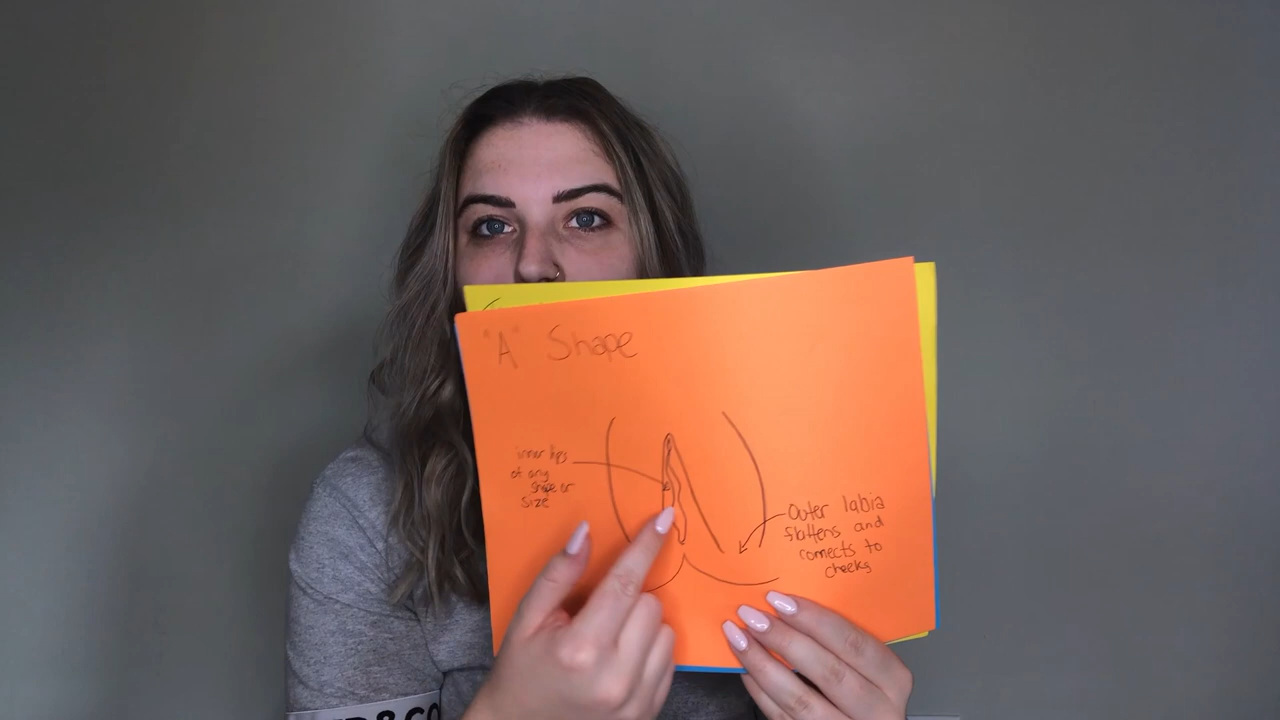 "A" Shape
inner lips
of any
shape or
size
Outer labia
flattens and
connects to
cheeks